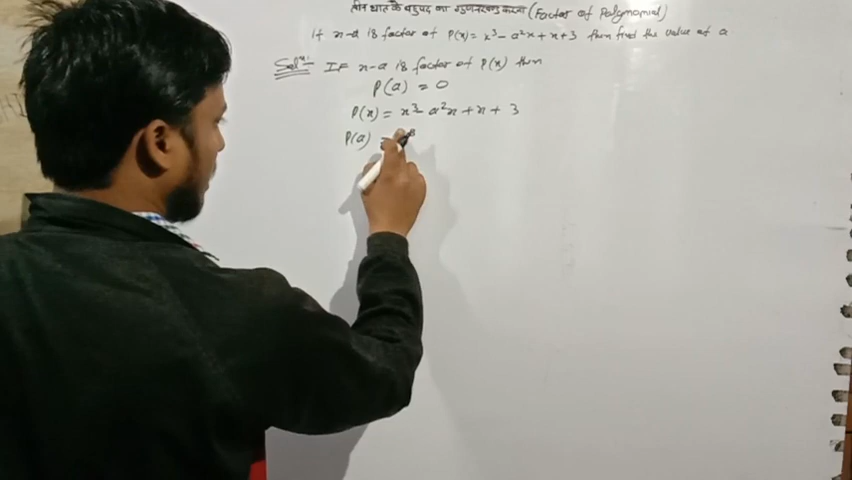 तीन घात के बहुपद का गुणनखण्ड करना (Factor of Polynomial)
If x-a is factor of P(x) = x³ - a²x + x + 3 then find the value of a
Solⁿ:- If x-a is factor of P(x) then
P(a) = 0
P(x) = x³ - a²x + x + 3
P(a) =